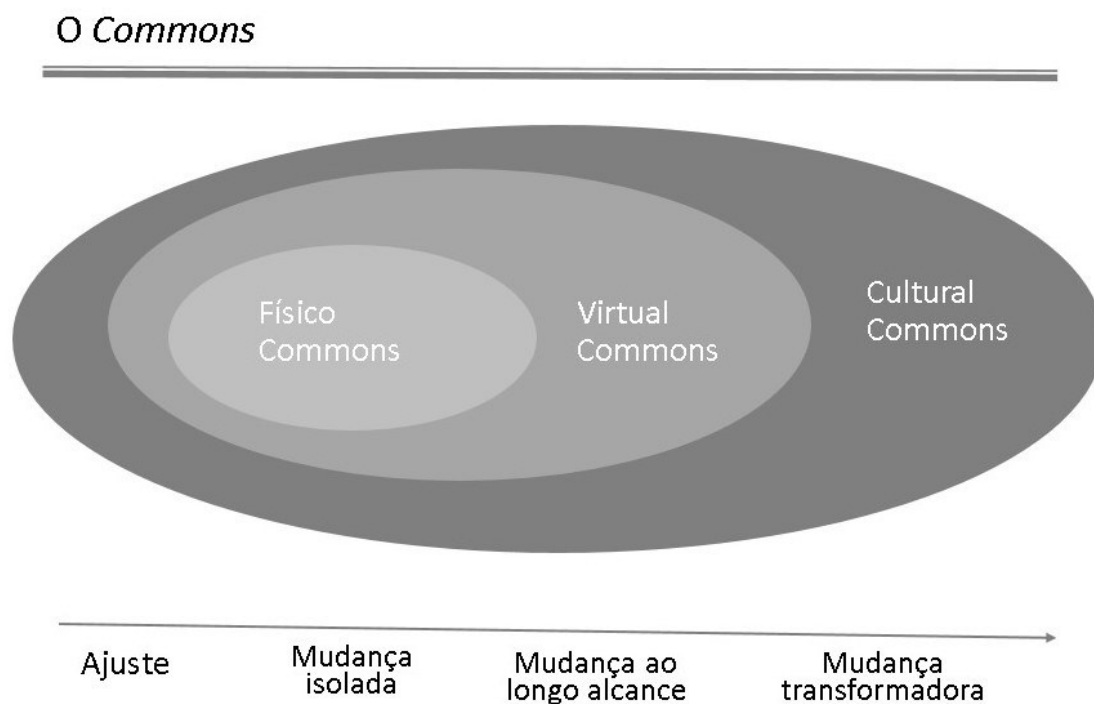 O Commons
Físico
Commons
Virtual
Commons
Cultural
Commons
Ajuste
Mudança
isolada
Mudança ao
longo alcance
Mudança
transformadora